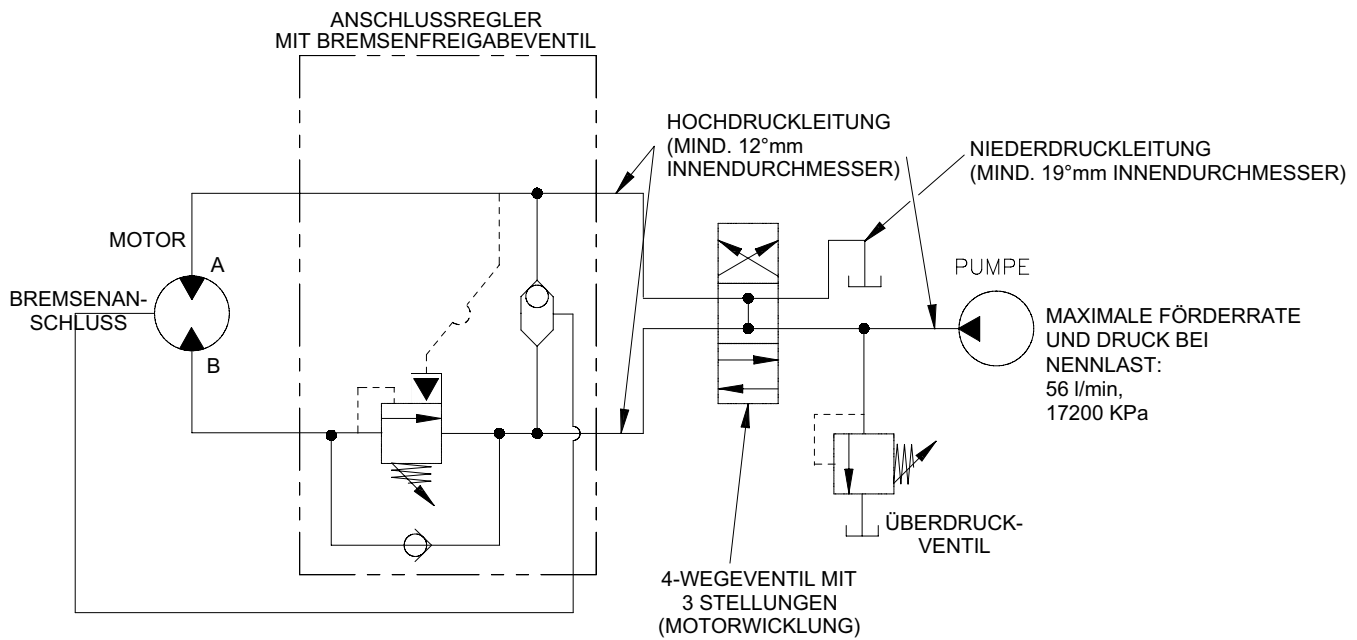 ANSCHLUSSREGLER
MIT BREMSENFREIGABEVENTIL
HOCHDRUCKLEITUNG
(MIND. 12°mm
INNENDURCHMESSER)
NIEDERDRUCKLEITUNG
(MIND. 19°mm INNENDURCHMESSER)
MOTOR
A
BREMSENAN-
SCHLUSS
B
PUMPE
MAXIMALE FÖRDERRATE
UND DRUCK BEI
NENNLAST:
56 l/min,
17200 KPa
ÜBERDRUCK-
VENTIL
4-WEGEVENTIL MIT
3 STELLUNGEN
(MOTORWICKLUNG)